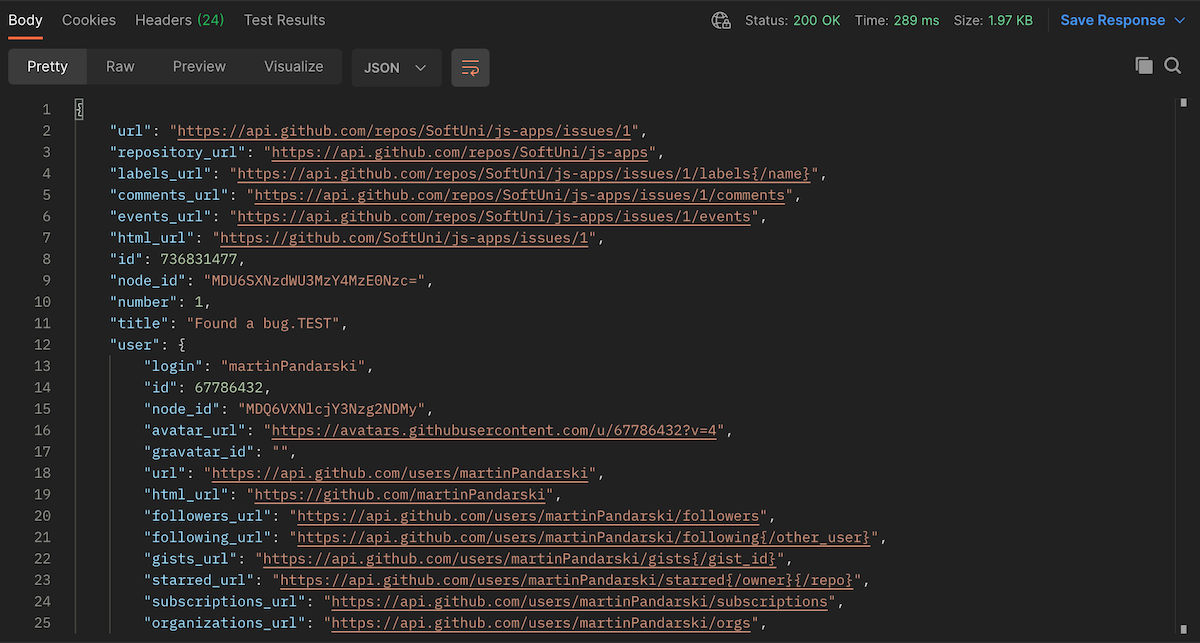 Body Cookies Headers (24) Test Results Status: 200 OK Time: 289 ms Size: 1.97 KB Save Response
Pretty Raw Preview Visualize JSON
1 {
2 "url": "https://api.github.com/repos/SoftUni/js-apps/issues/1",
3 "repository_url": "https://api.github.com/repos/SoftUni/js-apps",
4 "labels_url": "https://api.github.com/repos/SoftUni/js-apps/issues/1/labels{/name}",
5 "comments_url": "https://api.github.com/repos/SoftUni/js-apps/issues/1/comments",
6 "events_url": "https://api.github.com/repos/SoftUni/js-apps/issues/1/events",
7 "html_url": "https://github.com/SoftUni/js-apps/issues/1",
8 "id": 736831477,
9 "node_id": "MDU6SXNzdWU3MzY4MzE0Nzc=",
10 "number": 1,
11 "title": "Found a bug.TEST",
12 "user": {
13 "login": "martinPandarski",
14 "id": 67786432,
15 "node_id": "MDQ6VXNlcjY3Nzg2NDMy",
16 "avatar_url": "https://avatars.githubusercontent.com/u/67786432?v=4",
17 "gravatar_id": "",
18 "url": "https://api.github.com/users/martinPandarski",
19 "html_url": "https://github.com/martinPandarski",
20 "followers_url": "https://api.github.com/users/martinPandarski/followers",
21 "following_url": "https://api.github.com/users/martinPandarski/following{/other_user}",
22 "gists_url": "https://api.github.com/users/martinPandarski/gists{/gist_id}",
23 "starred_url": "https://api.github.com/users/martinPandarski/starred{/owner}{/repo}",
24 "subscriptions_url": "https://api.github.com/users/martinPandarski/subscriptions",
25 "organizations_url": "https://api.github.com/users/martinPandarski/orgs",